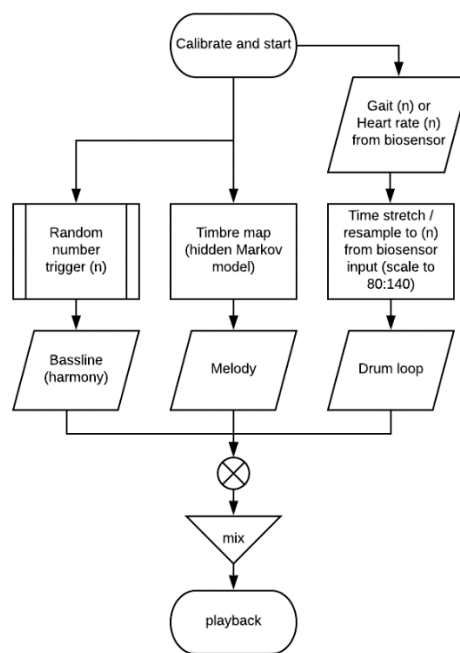 Calibrate and start
Gait (n) or
Heart rate (n)
from biosensor
Random
number
trigger (n)
Timbre map
(hidden Markov
model)
Time stretch /
resample to (n)
from biosensor
input (scale to
80:140)
Bassline
(harmony)
Melody
Drum loop
mix
playback